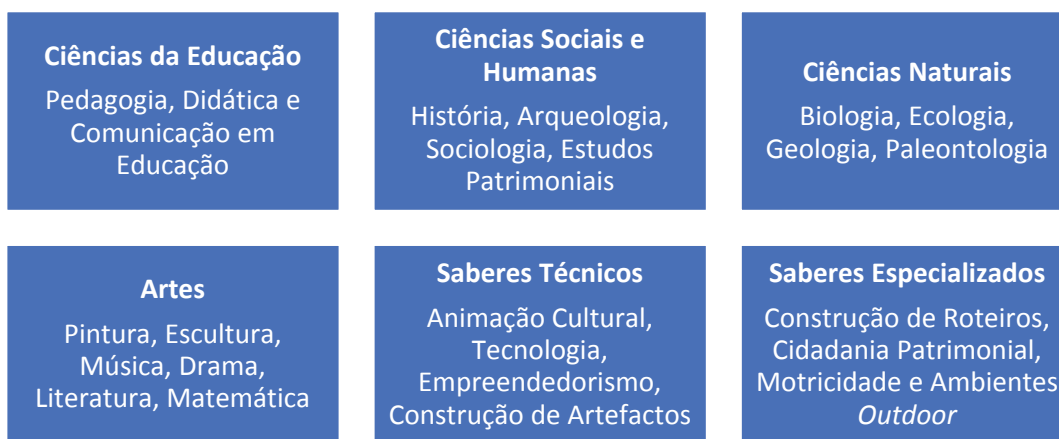 Ciências da Educação
Pedagogia, Didática e
Comunicação em
Educação
Ciências Sociais e
Humanas
História, Arqueologia,
Sociologia, Estudos
Patrimoniais
Ciências Naturais
Biologia, Ecologia,
Geologia, Paleontologia
Artes
Pintura, Escultura,
Música, Drama,
Literatura, Matemática
Saberes Técnicos
Animação Cultural,
Tecnologia,
Empreendedorismo,
Construção de Artefactos
Saberes Especializados
Construção de Roteiros,
Cidadania Patrimonial,
Motricidade e Ambientes
Outdoor